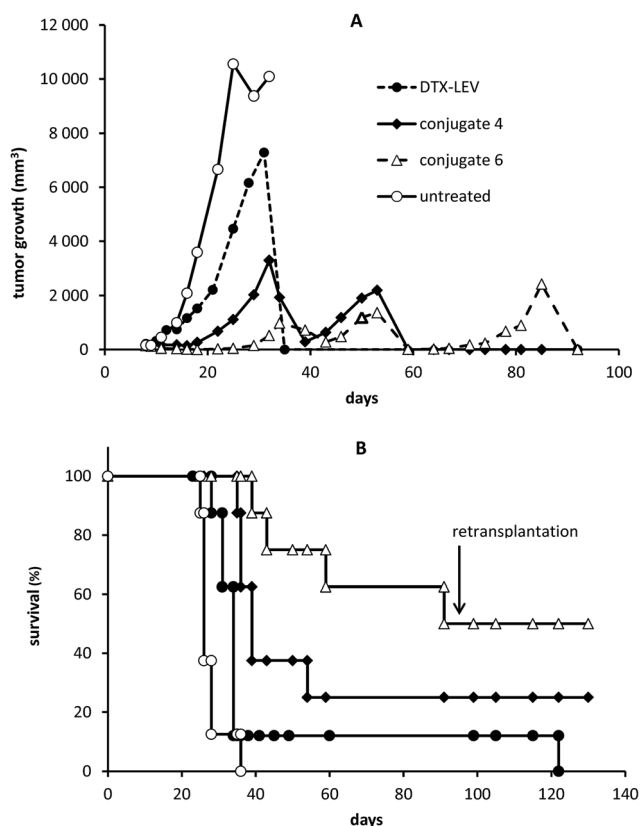 A
12 000
10 000
8 000
6 000
4 000
2 000
0
tumor growth (mm³)
DTX-LEV
conjugate 4
conjugate 6
untreated
0 20 40 60 80 100
days
B
100
80
60
40
20
0
survival (%)
retransplantation
0 20 40 60 80 100 120 140
days